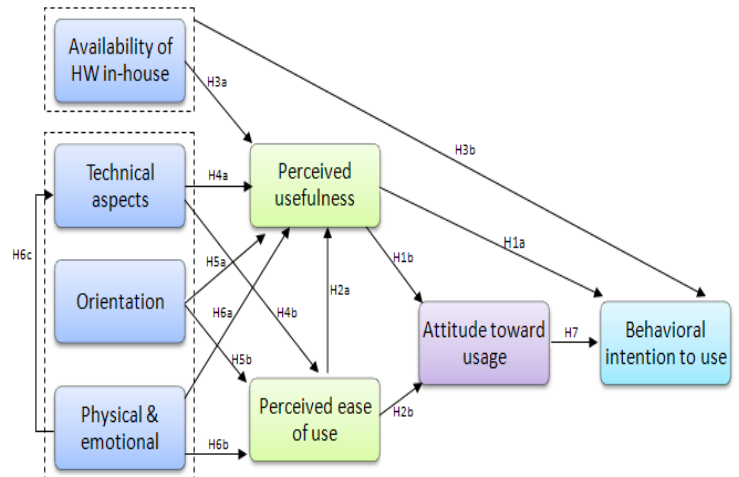 Availability of
HW in-house
H3a
H3b
Technical
aspects
H4a
Perceived
usefulness
H6c
H5a
H1a
H1b
Orientation
H6a
H2a
H4b
Attitude toward
usage
H7
Behavioral
intention to use
H5b
Physical &
emotional
H6b
Perceived ease
of use
H2b